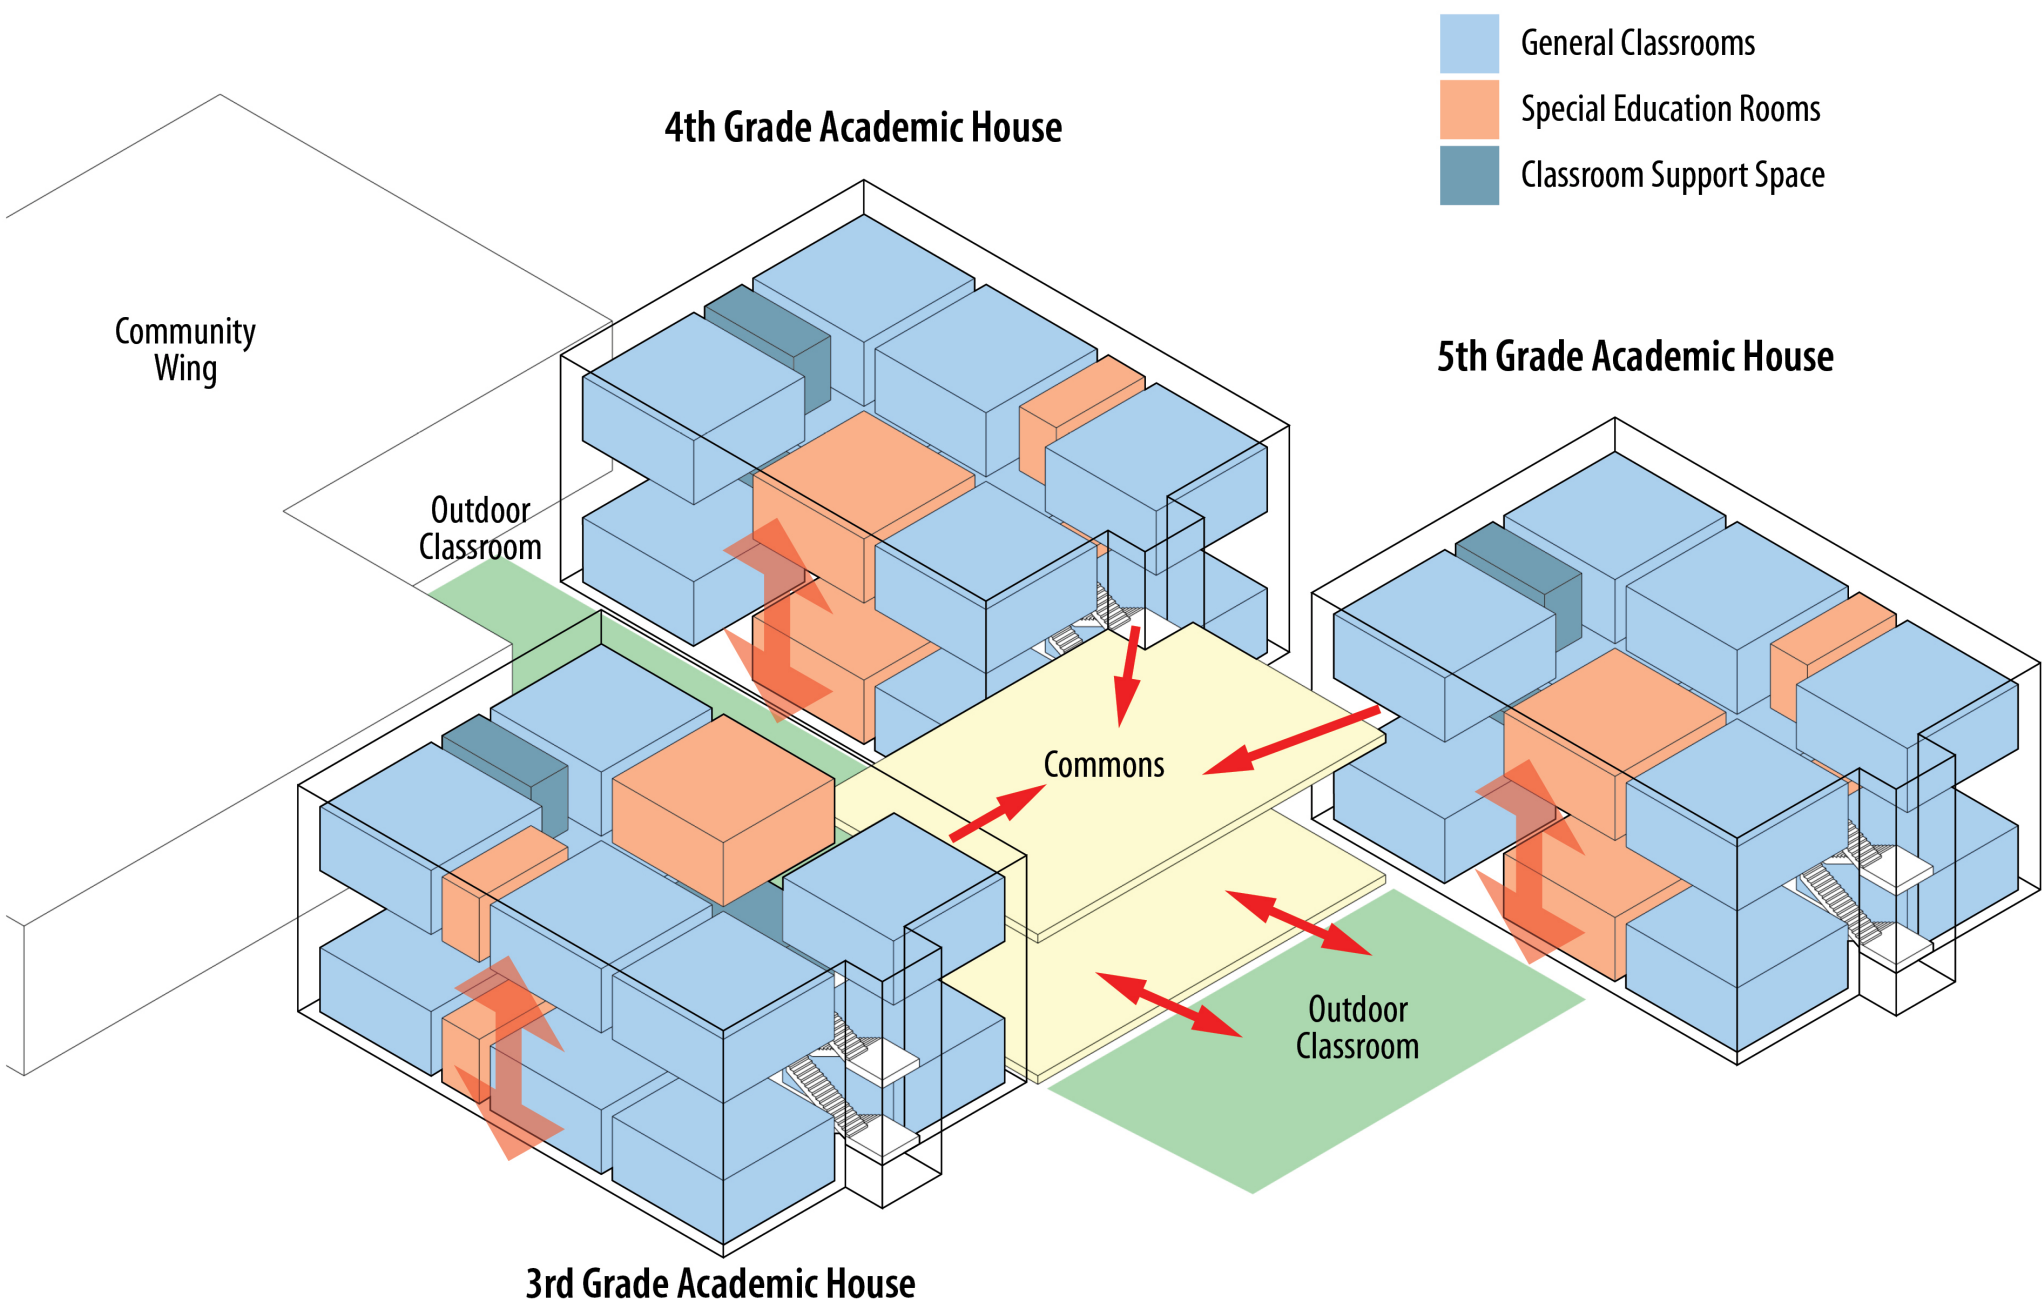 General Classrooms
Special Education Rooms
Classroom Support Space
4th Grade Academic House
Community
Wing
5th Grade Academic House
Outdoor
Classroom
Commons
Outdoor
Classroom
3rd Grade Academic House